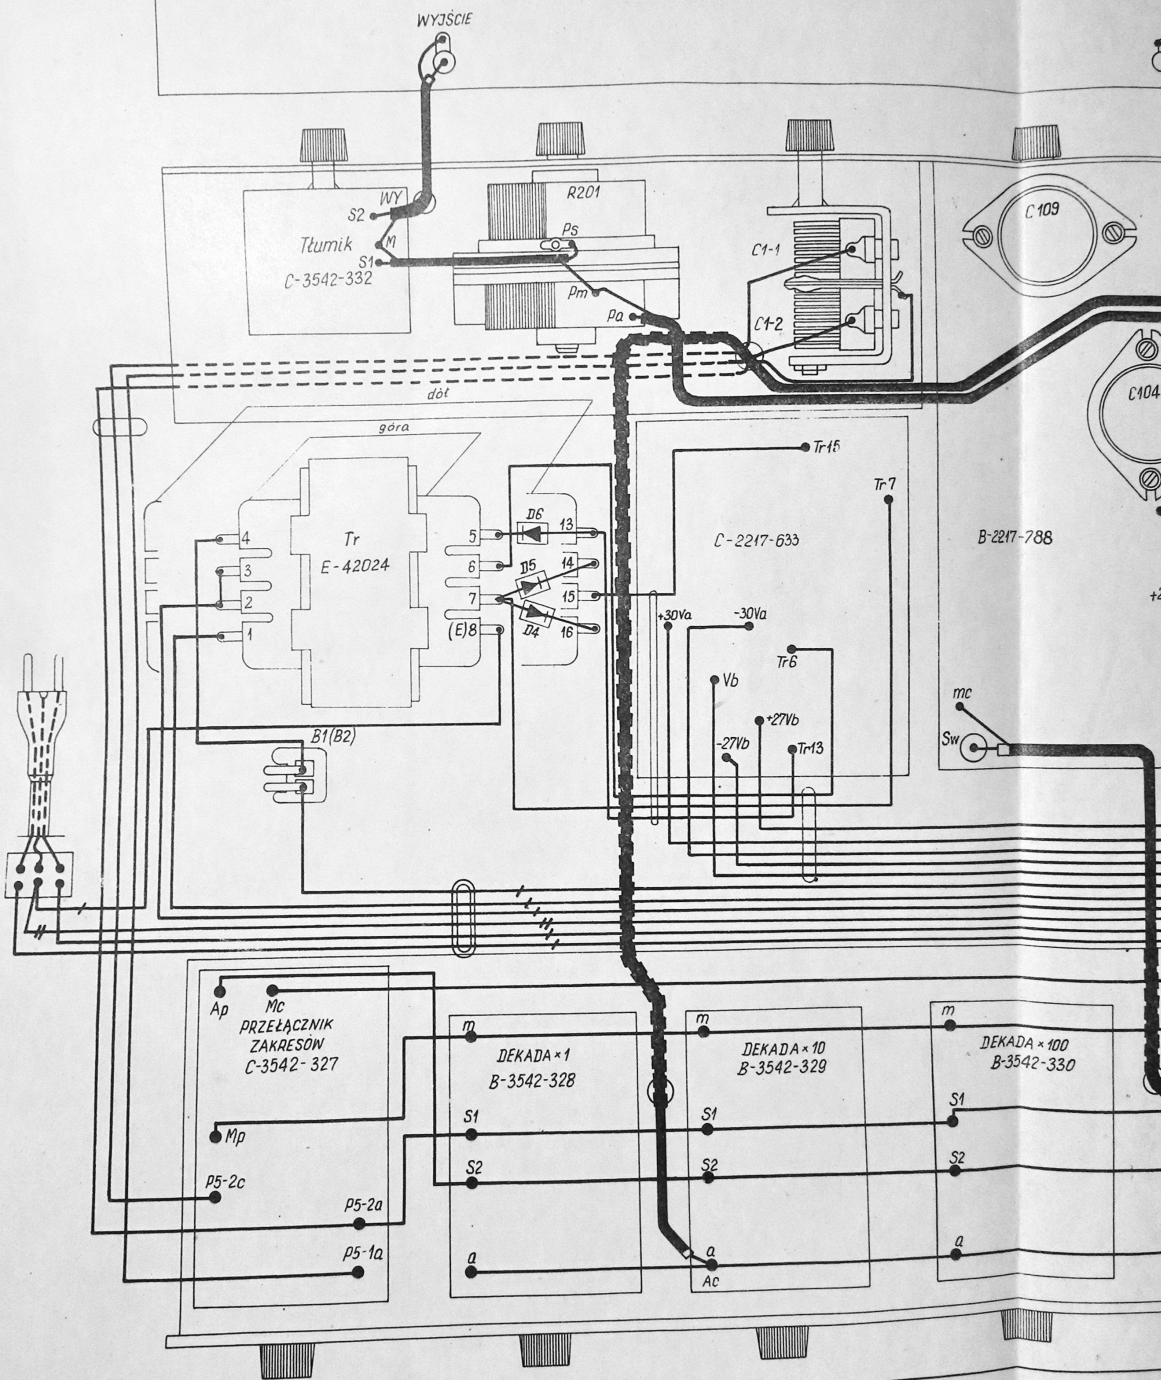 WYJŚCIE
WY
S2
M
S1
Tłumik
C-3542-332
R201
Ps
Pm
Pa
C1-1
C1-2
C109
C104
dół
góra
Tr
E-42024
4
3
2
1
5
6
7
(E)8
D6
D5
D4
13
14
15
16
Tr15
Tr7
C-2217-633
B-2217-788
+30Va
-30Va
Tr6
Vb
+27Vb
-27Vb
Tr13
mc
Sw
B1(B2)
Ap
Mc
PRZEŁĄCZNIK
ZAKRESÓW
C-3542-327
Mp
P5-2c
P5-2a
P5-1a
m
DEKADA×1
B-3542-328
S1
S2
a
m
DEKADA×10
B-3542-329
S1
S2
a
Ac
m
DEKADA×100
B-3542-330
S1
S2
a